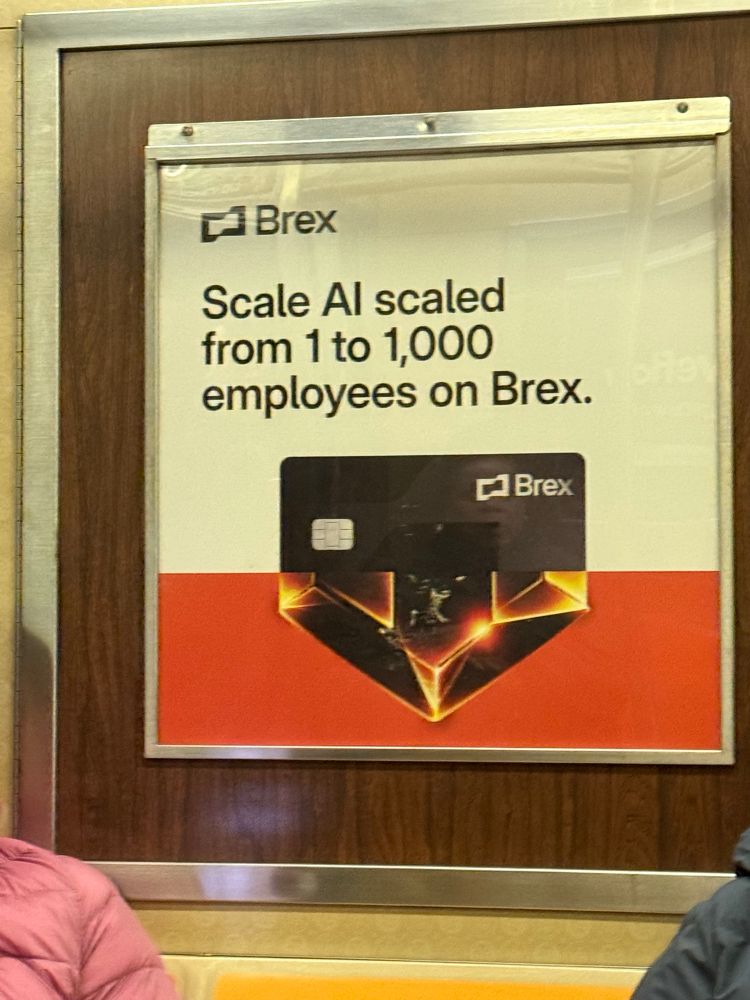 Brex
Scale AI scaled
from 1 to 1,000
employees on Brex.
Brex